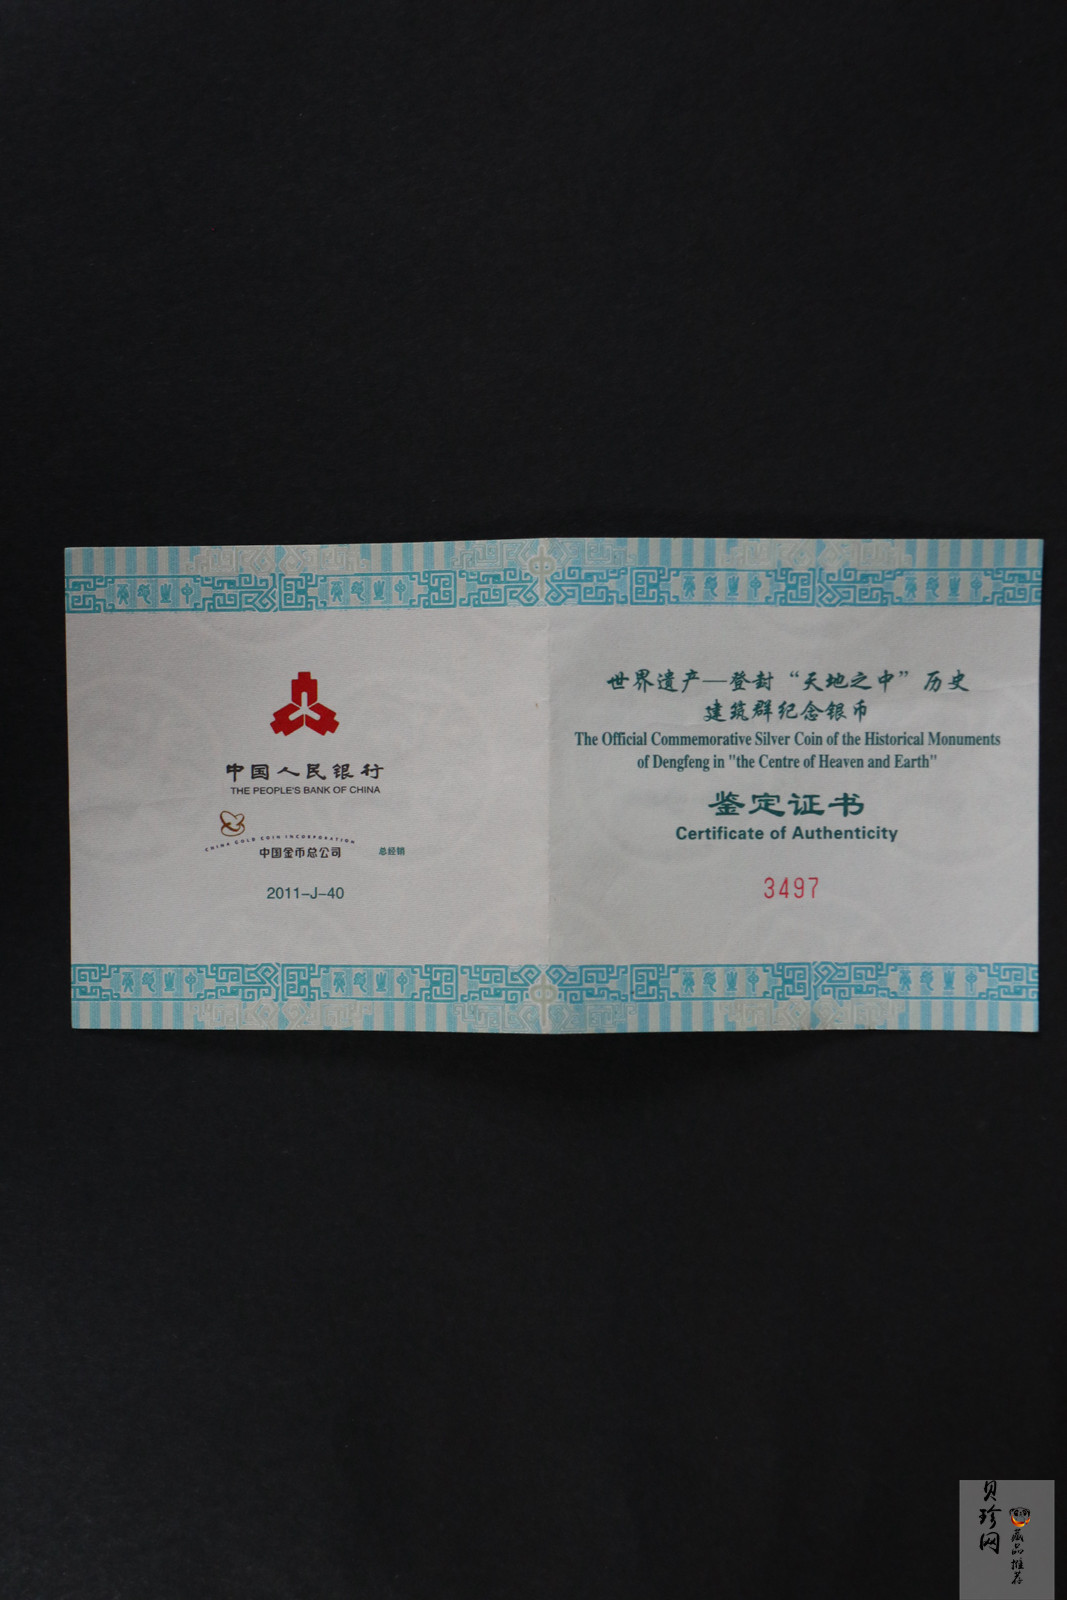 中国人民银行
THE PEOPLE'S BANK OF CHINA
CHINA GOLD COIN INCORPORATION
中国金币总公司 总经销
2011-J-40
世界遗产—登封“天地之中”历史
建筑群纪念银币
The Official Commemorative Silver Coin of the Historical Monuments
of Dengfeng in "the Centre of Heaven and Earth"
鉴定证书
Certificate of Authenticity
3497
贝珍网
藏品推荐